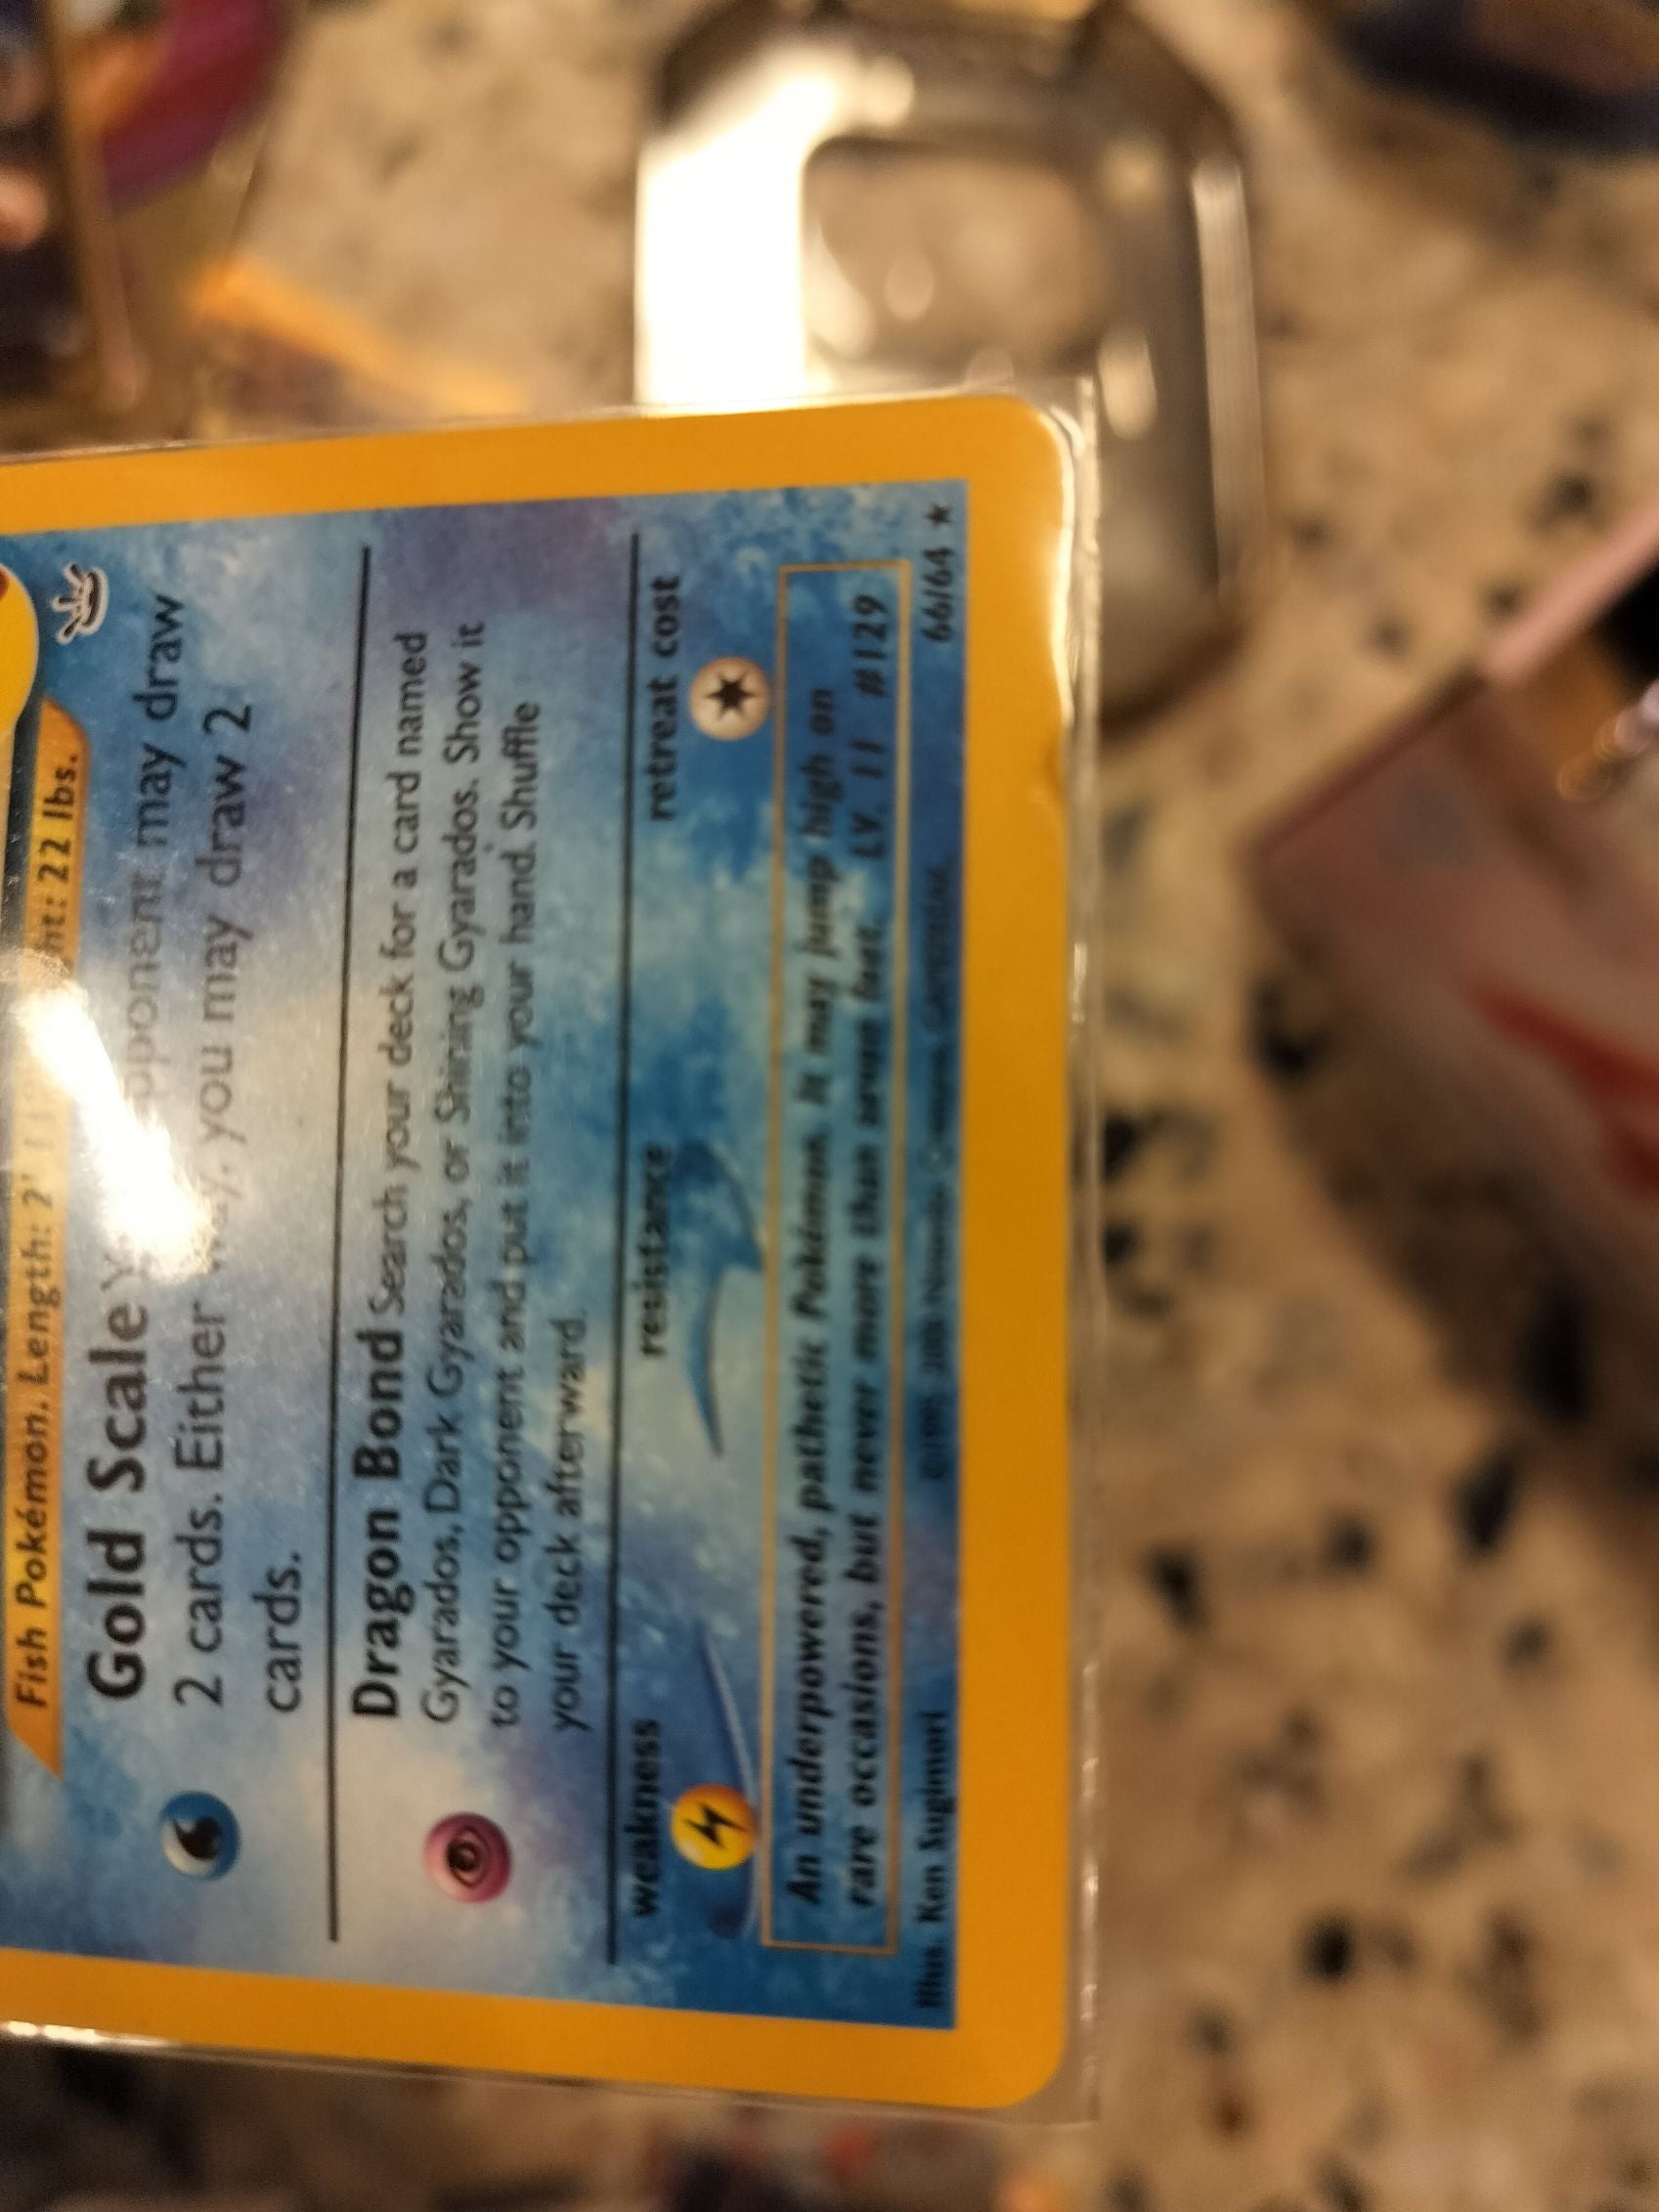 Fish Pokémon. Length: 2' ht: 22 lbs.
Gold Scale pponent may draw
2 cards. Either you may draw 2
cards.
Dragon Bond Search your deck for a card named
Gyarados, Dark Gyarados, or Shining Gyarados. Show it
to your opponent and put it into your hand. Shuffle
your deck afterward.
weakness resistance retreat cost
An underpowered, pathetic Pokémon. It may jump high on
rare occasions, but never more than seven feet. LV. 11 #129
Illus. Ken Sugimori 66/64 ★